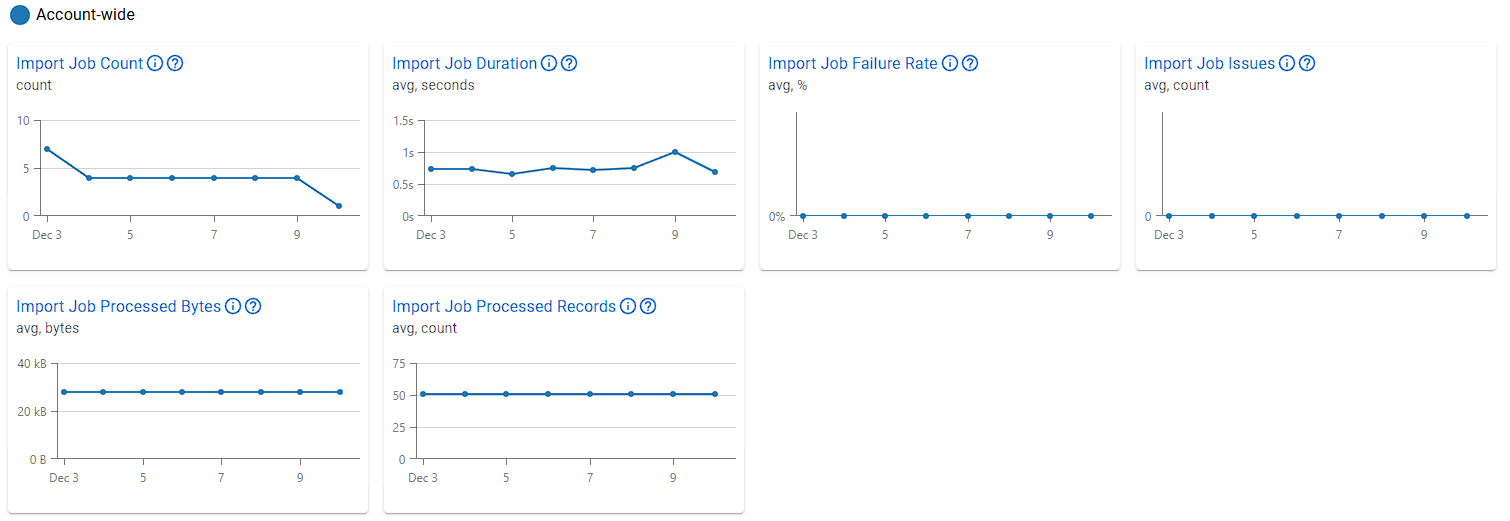 Account-wide
Import Job Count
count
10
5
0
Dec 3 5 7 9
Import Job Duration
avg, seconds
1.5s
1s
0.5s
0s
Dec 3 5 7 9
Import Job Failure Rate
avg, %
0%
Dec 3 5 7 9
Import Job Issues
avg, count
0
Dec 3 5 7 9
Import Job Processed Bytes
avg, bytes
40 kB
20 kB
0 B
Dec 3 5 7 9
Import Job Processed Records
avg, count
75
50
25
0
Dec 3 5 7 9